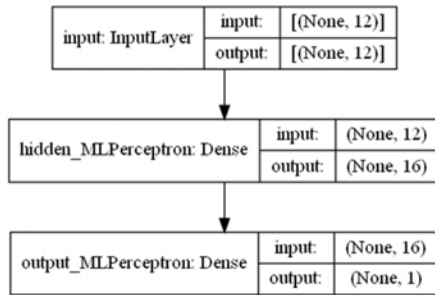 input: InputLayer
input: [(None, 12)]
output: [(None, 12)]
hidden_MLPerceptron: Dense
input: (None, 12)
output: (None, 16)
output_MLPerceptron: Dense
input: (None, 16)
output: (None, 1)